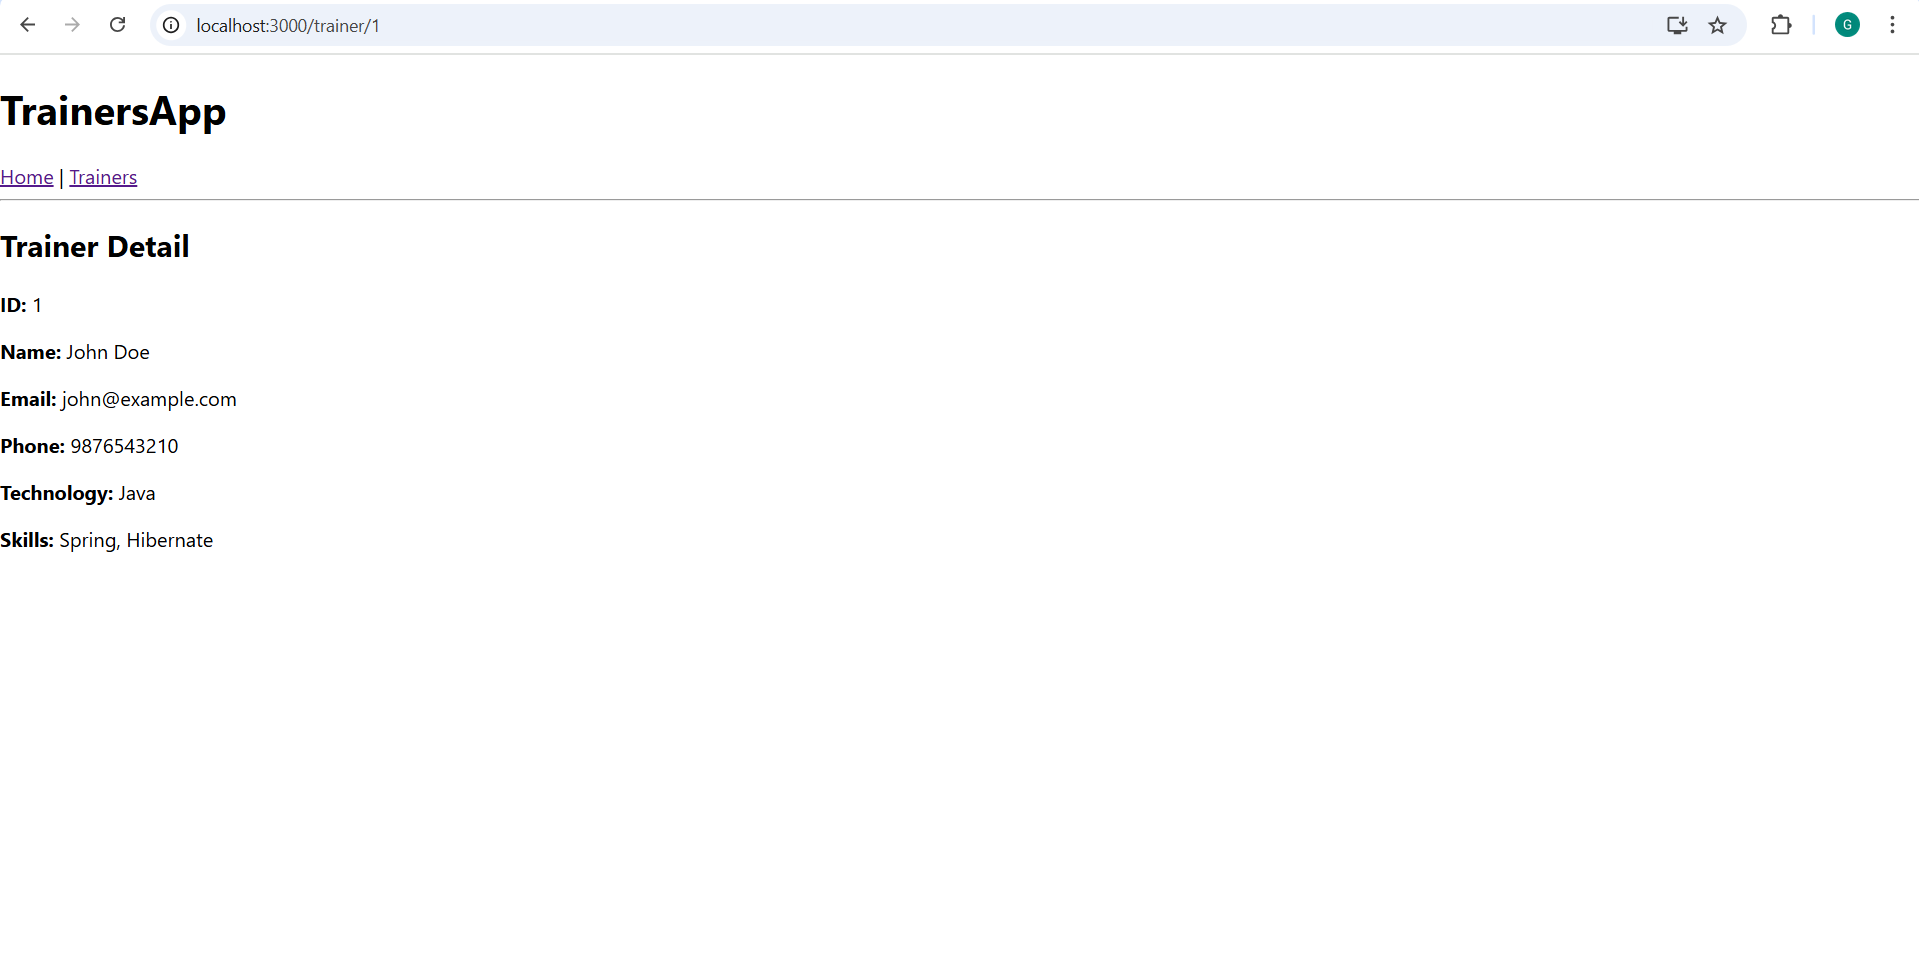 localhost:3000/trainer/1
G
TrainersApp
Home | Trainers
Trainer Detail
ID: 1
Name: John Doe
Email: john@example.com
Phone: 9876543210
Technology: Java
Skills: Spring, Hibernate